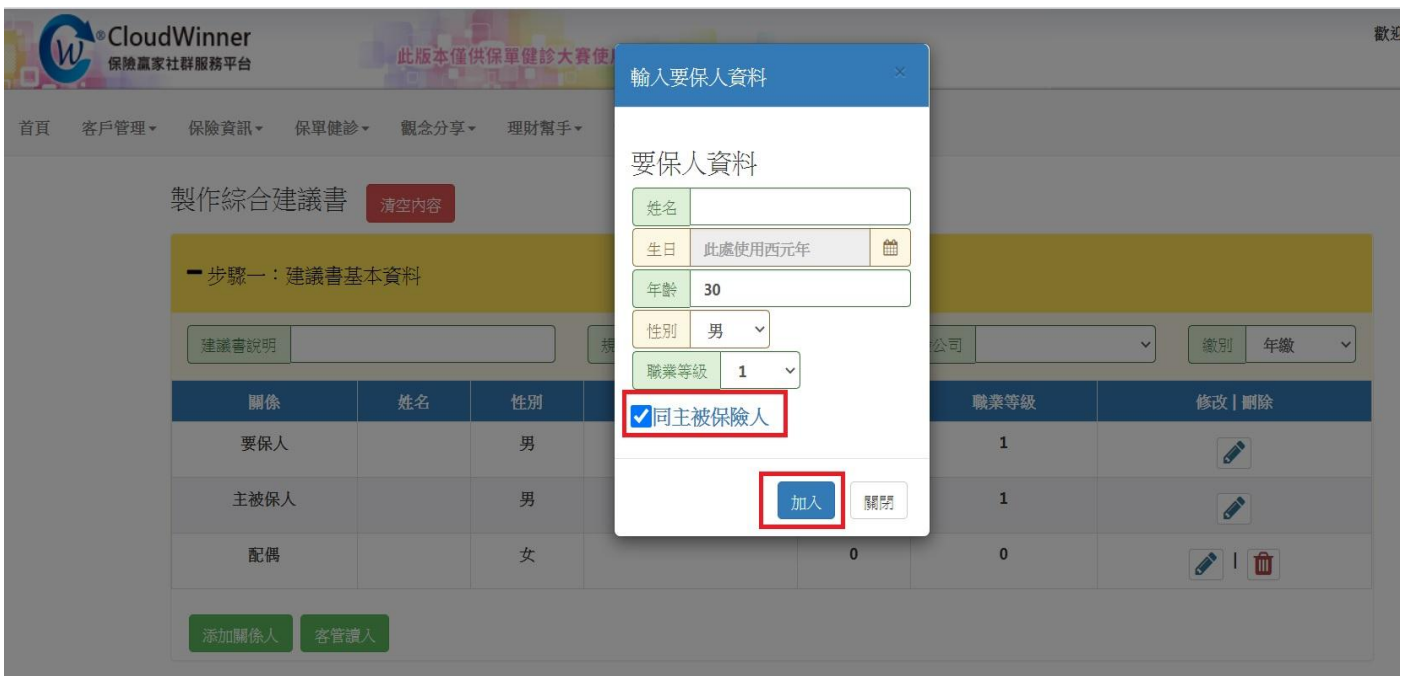 CloudWinner
保險贏家社群服務平台
此版本僅供保單健診大賽使
歡迎
首頁 客戶管理 保險資訊 保單健診 觀念分享 理財幫手
製作綜合建議書 清空內容
步驟一：建議書基本資料
建議書說明
公司
繳別 年繳
關係 姓名 性別 職業等級 修改 | 刪除
要保人 男 1
主被保人 男 1
配偶 女 0 0 |
添加關係人 客管讀入
輸入要保人資料 ×
要保人資料
姓名
生日 此處使用西元年
年齡 30
性別 男
職業等級 1
同主被保險人
加入 關閉